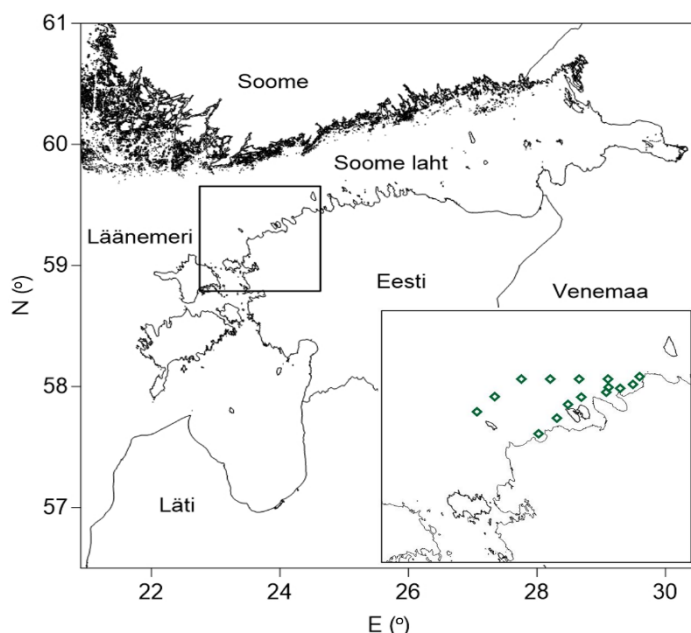 61
Soome
60
Soome laht
Läänemeri
59
Eesti
Venemaa
N (º)
58
57
Läti
22
24
26
28
30
E (º)